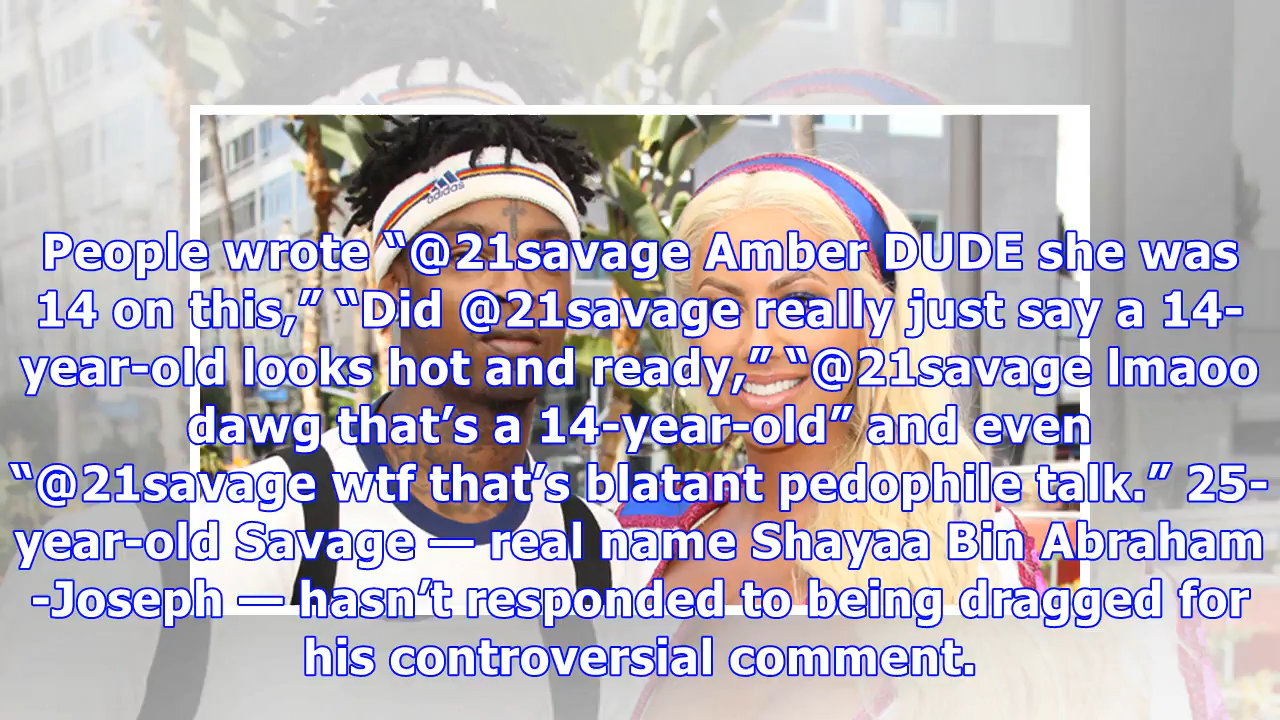 adidas
People wrote “@21savage Amber DUDE she was
14 on this,” “Did @21savage really just say a 14-
year-old looks hot and ready,” “@21savage lmaoo
dawg that’s a 14-year-old” and even
“@21savage wtf that’s blatant pedophile talk.” 25-
year-old Savage — real name Shayaa Bin Abraham
-Joseph — hasn’t responded to being dragged for
his controversial comment.